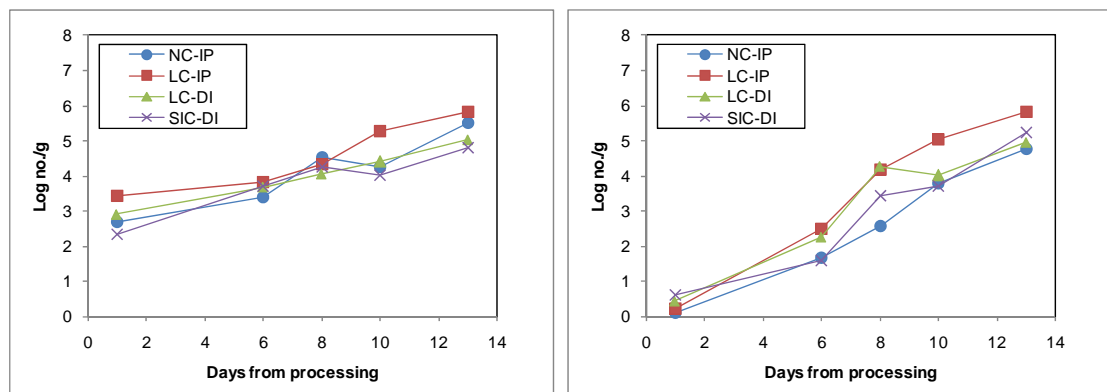 8
7
6
5
4
3
2
1
0
Log no./g
NC-IP
LC-IP
LC-DI
SIC-DI
0 2 4 6 8 10 12 14
Days from processing
8
7
6
5
4
3
2
1
0
Log no./g
NC-IP
LC-IP
LC-DI
SIC-DI
0 2 4 6 8 10 12 14
Days from processing